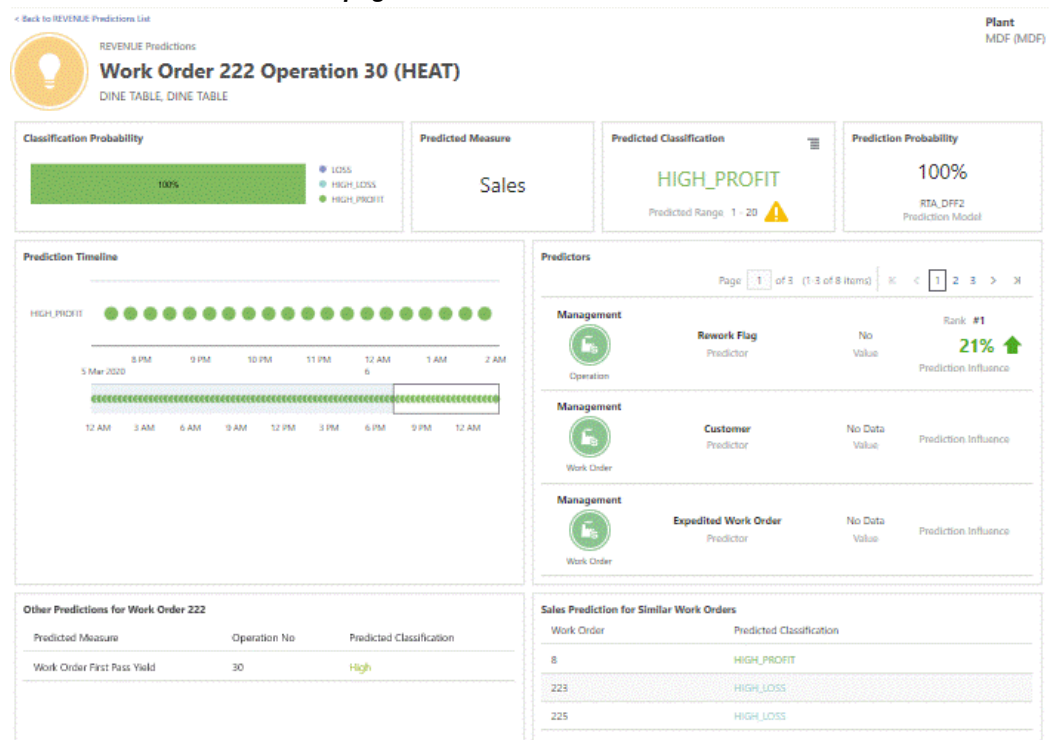 page
< Back to REVENUE Predictions List
Plant
MDF (MDF)
REVENUE Predictions
Work Order 222 Operation 30 (HEAT)
DINE TABLE, DINE TABLE
Classification Probability
100%
LOSS
HIGH_LOSS
HIGH_PROFIT
Predicted Measure
Sales
Predicted Classification
HIGH_PROFIT
Predicted Range 1 - 20
Prediction Probability
100%
RTA_DFF2
Prediction Model
Prediction Timeline
HIGH_PROFIT
8 PM 9 PM 10 PM 11 PM 12 AM 1 AM 2 AM
5 Mar 2020 6
12 AM 3 AM 6 AM 9 AM 12 PM 3 PM 6 PM 9 PM 12 AM
Predictors
Page 1 of 3 (1-3 of 8 items) 1 2 3
Management
Operation
Rework Flag
Predictor
No
Value
Rank #1
21%
Prediction Influence
Management
Work Order
Customer
Predictor
No Data
Value
Prediction Influence
Management
Work Order
Expedited Work Order
Predictor
No Data
Value
Prediction Influence
Other Predictions for Work Order 222
Predicted Measure Operation No Predicted Classification
Work Order First Pass Yield 30 High
Sales Prediction for Similar Work Orders
Work Order Predicted Classification
8 HIGH_PROFIT
223 HIGH_LOSS
225 HIGH_LOSS